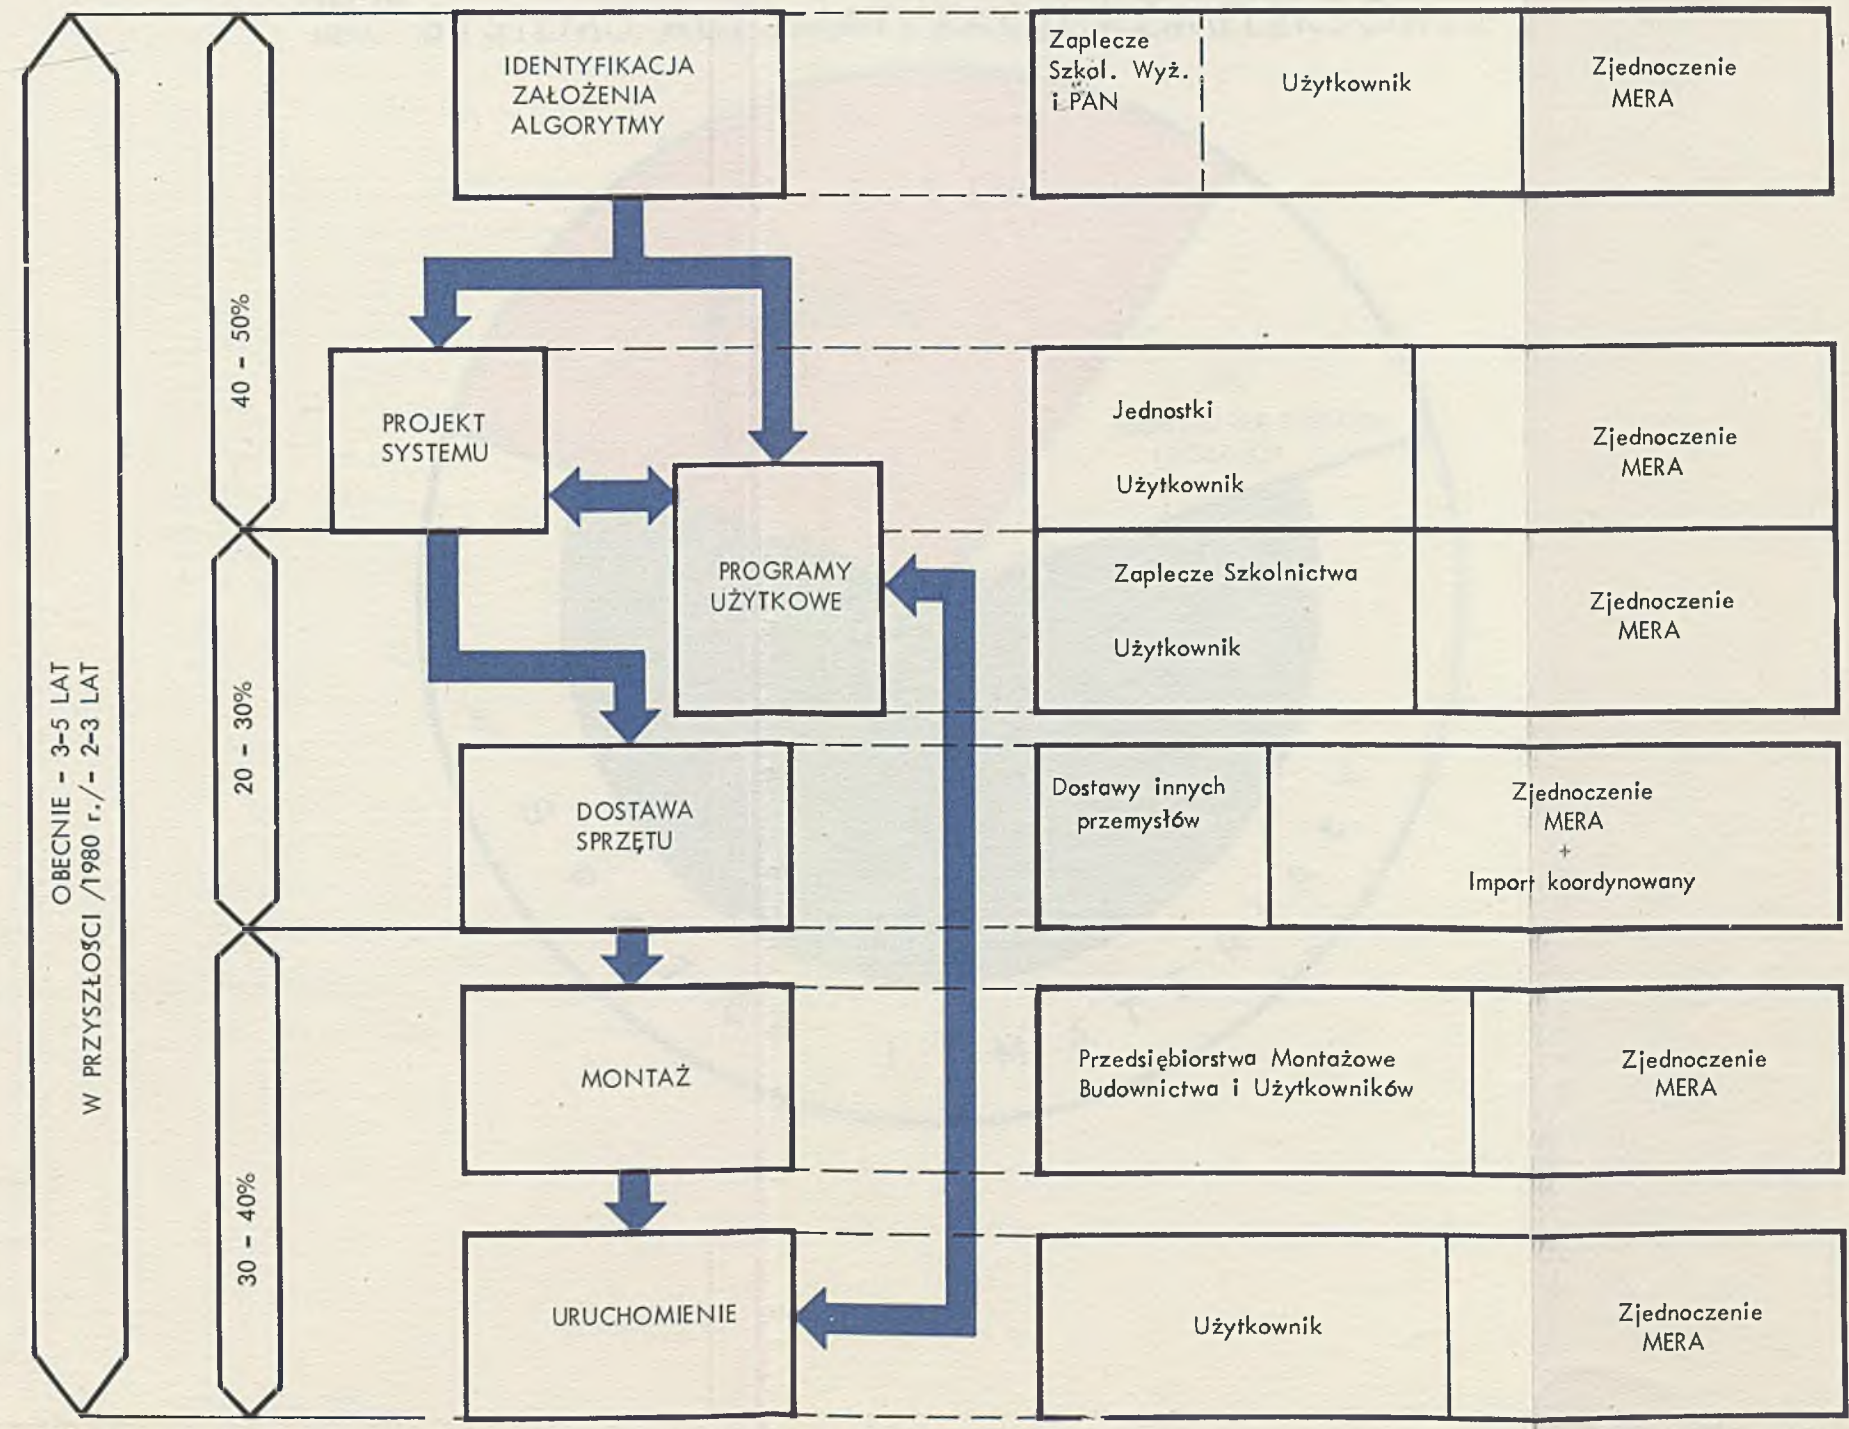 IDENTYFIKACJA
ZAŁOŻENIA
ALGORYTMY
Zaplecze
Szkol. Wyż.
i PAN
Użytkownik
Zjednoczenie
MERA
40 - 50%
PROJEKT
SYSTEMU
PROGRAMY
UŻYTKOWE
Jednostki
Użytkownik
Zjednoczenie
MERA
Zaplecze Szkolnictwa
Użytkownik
Zjednoczenie
MERA
OBECNIE - 3-5 LAT
W PRZYSZŁOŚCI /1980 r./- 2-3 LAT
20 - 30%
DOSTAWA
SPRZĘTU
Dostawy innych
przemysłów
Zjednoczenie
MERA
+
Import koordynowany
MONTAŻ
Przedsiębiorstwa Montażowe
Budownictwa i Użytkowników
Zjednoczenie
MERA
30 - 40%
URUCHOMIENIE
Użytkownik
Zjednoczenie
MERA